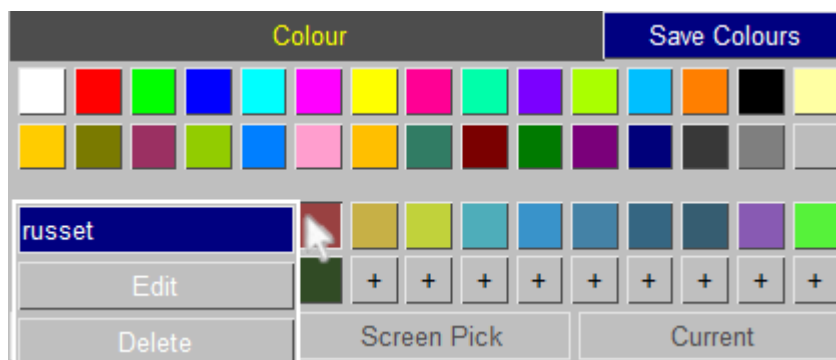 Colour Save Colours
russet
Edit + + + + + + + + +
Delete Screen Pick Current